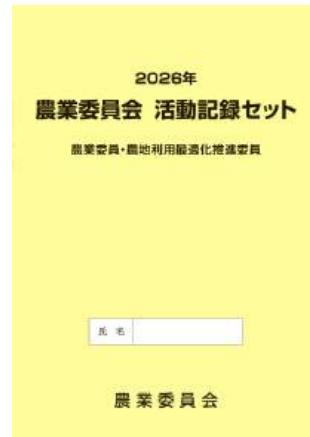 2026年
農業委員会 活動記録セット
農業委員・農地利用最適化推進委員
氏 名
農業委員会